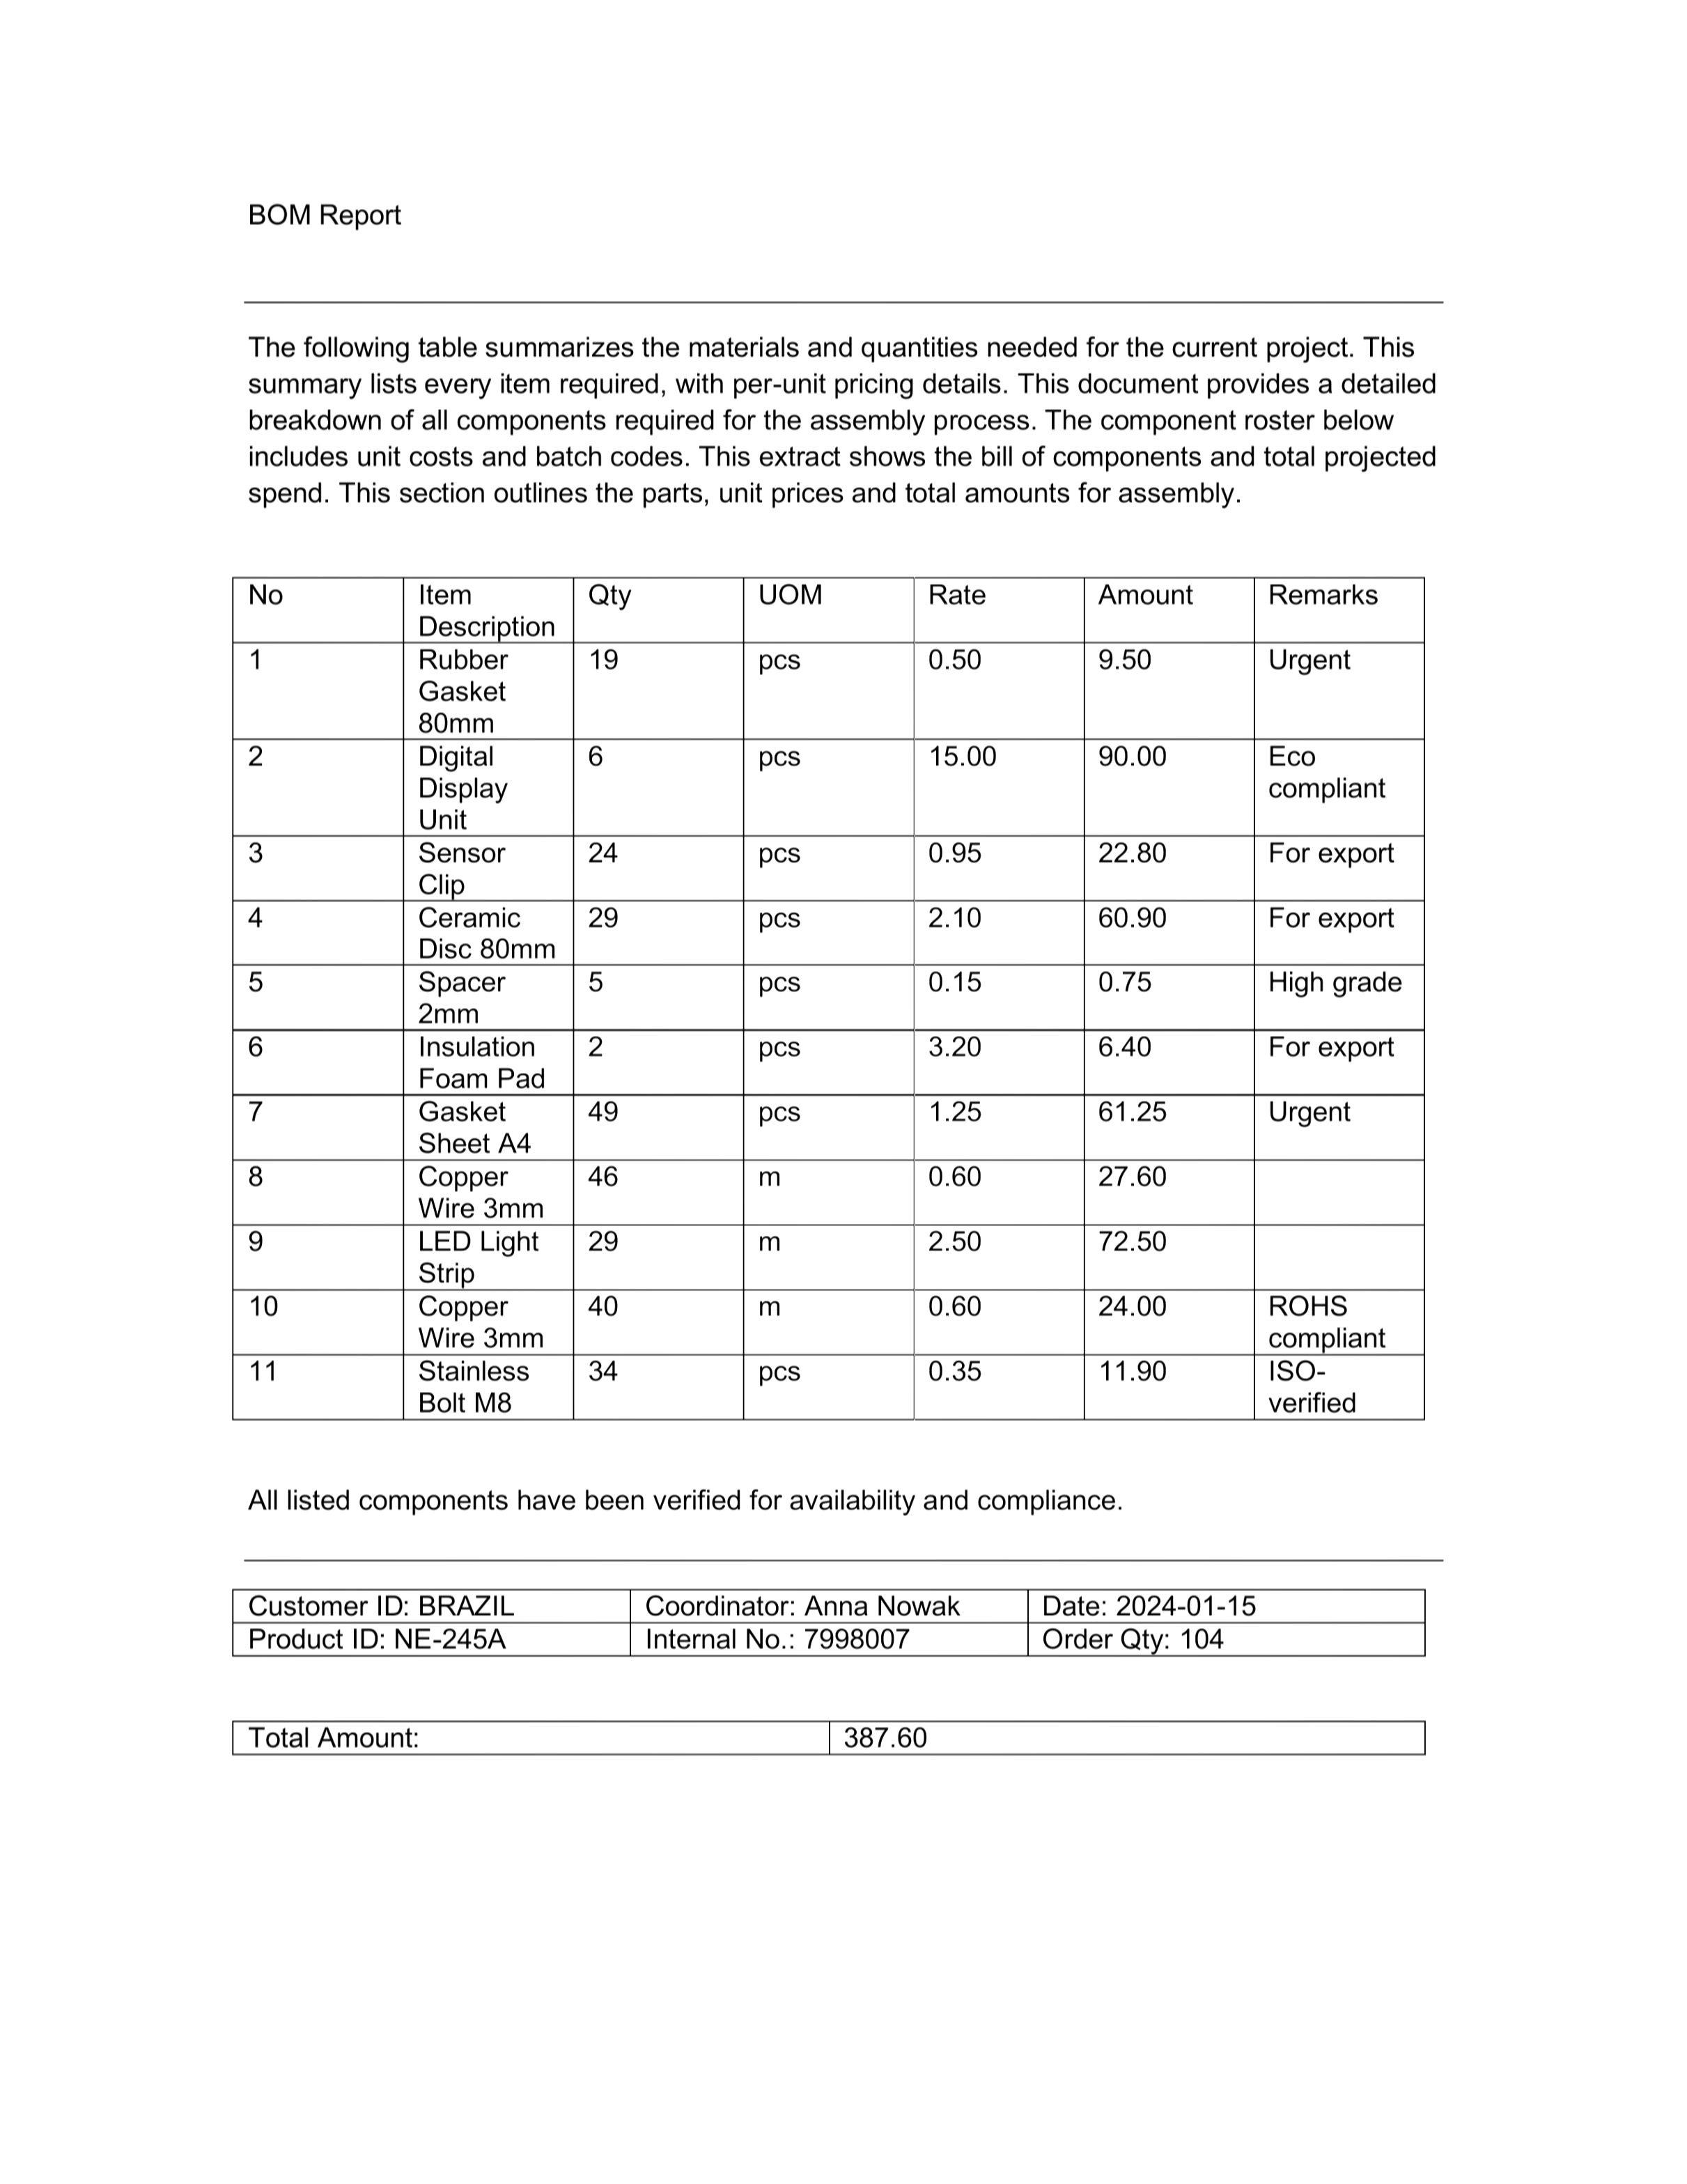 BOM Report
The following table summarizes the materials and quantities needed for the current project. This
summary lists every item required, with per-unit pricing details. This document provides a detailed
breakdown of all components required for the assembly process. The component roster below
includes unit costs and batch codes. This extract shows the bill of components and total projected
spend. This section outlines the parts, unit prices and total amounts for assembly.
No Item Qty UOM Rate Amount Remarks
Description
1 Rubber 19 pcs 0.50 9.50 Urgent
Gasket
80mm
2 Digital 6 pcs 15.00 90.00 Eco
Display compliant
Unit
3 Sensor 24 pcs 0.95 22.80 For export
Clip
4 Ceramic 29 pcs 2.10 60.90 For export
Disc 80mm
5 Spacer 5 pcs 0.15 0.75 High grade
2mm
6 Insulation 2 pcs 3.20 6.40 For export
Foam Pad
7 Gasket 49 pcs 1.25 61.25 Urgent
Sheet A4
8 Copper 46 m 0.60 27.60
Wire 3mm
9 LED Light 29 m 2.50 72.50
Strip
10 Copper 40 m 0.60 24.00 ROHS
Wire 3mm compliant
11 Stainless 34 pcs 0.35 11.90 ISO-
Bolt M8 verified
All listed components have been verified for availability and compliance.
Customer ID: BRAZIL Coordinator: Anna Nowak Date: 2024-01-15
Product ID: NE-245A Internal No.: 7998007 Order Qty: 104
Total Amount: 387.60